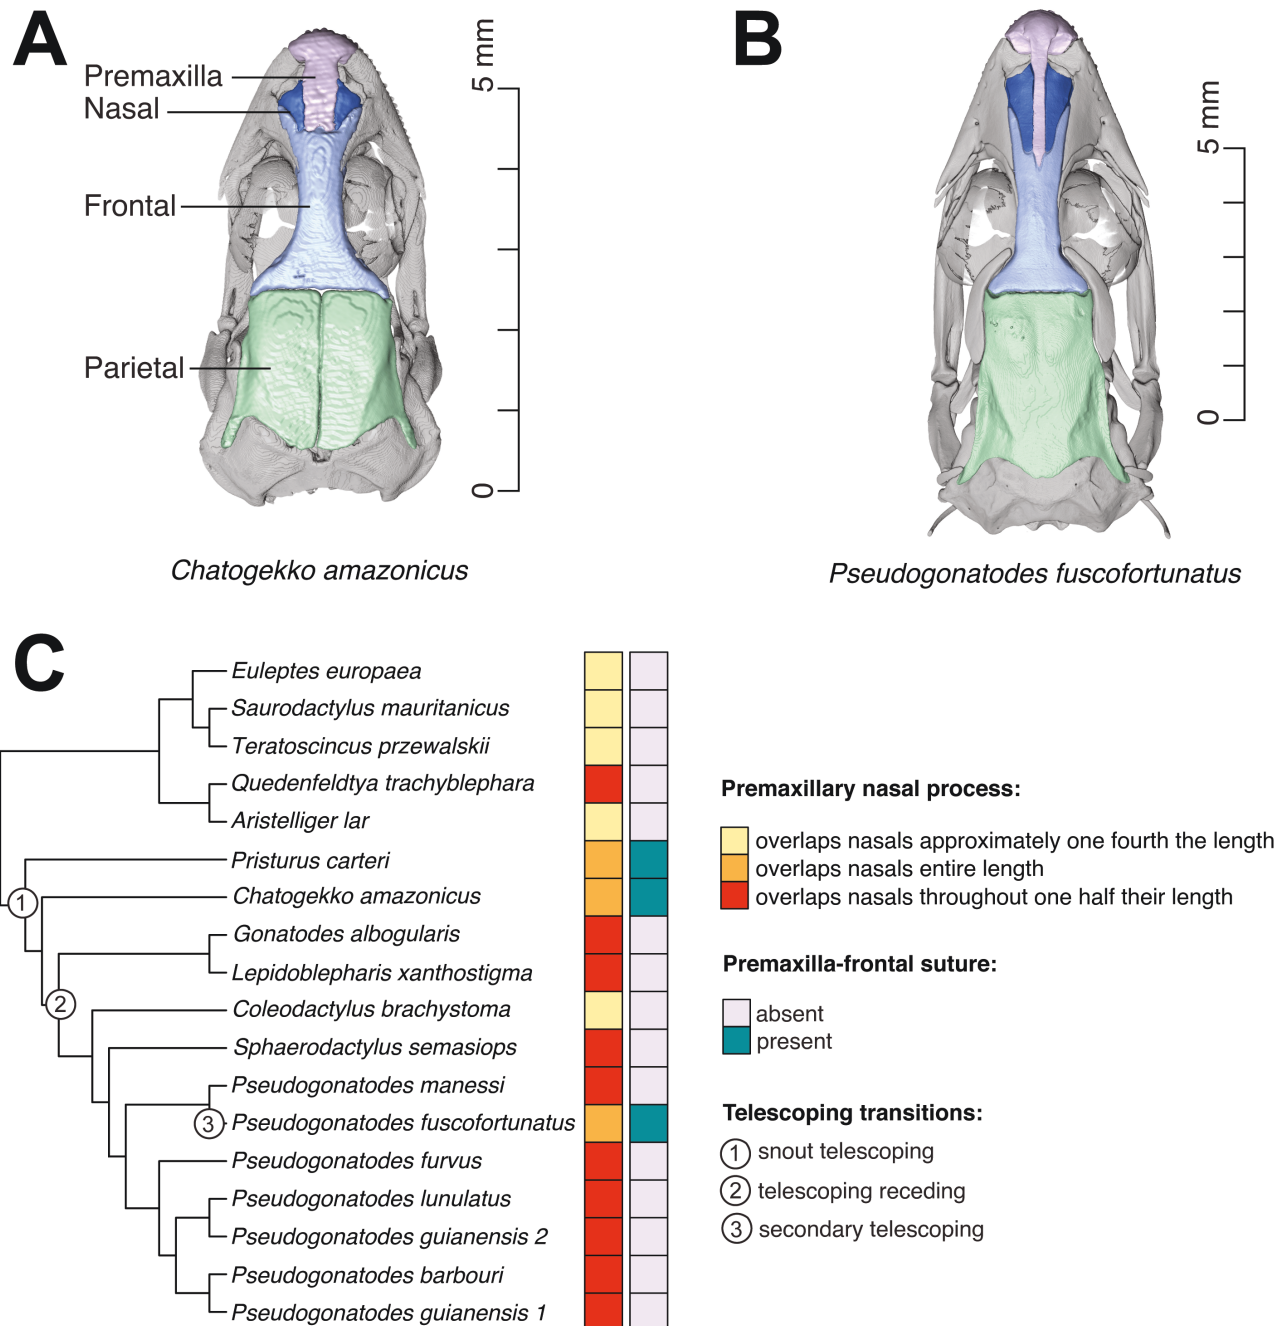 A
B
5 mm
Premaxilla
Nasal
Frontal
Parietal
0
5 mm
0
Chatogekko amazonicus
Pseudogonatodes fuscofortunatus
C
Euleptes europaea
Saurodactylus mauritanicus
Teratoscincus przewalskii
Quedenfeldtya trachyblephara
Aristelliger lar
Pristurus carteri
Chatogekko amazonicus
Gonatodes albogularis
Lepidoblepharis xanthostigma
Coleodactylus brachystoma
Sphaerodactylus semasiops
Pseudogonatodes manessi
Pseudogonatodes fuscofortunatus
Pseudogonatodes furvus
Pseudogonatodes lunulatus
Pseudogonatodes guianensis 2
Pseudogonatodes barbouri
Pseudogonatodes guianensis 1
1
2
3
Premaxillary nasal process:
overlaps nasals approximately one fourth the length
overlaps nasals entire length
overlaps nasals throughout one half their length
Premaxilla-frontal suture:
absent
present
Telescoping transitions:
1 snout telescoping
2 telescoping receding
3 secondary telescoping